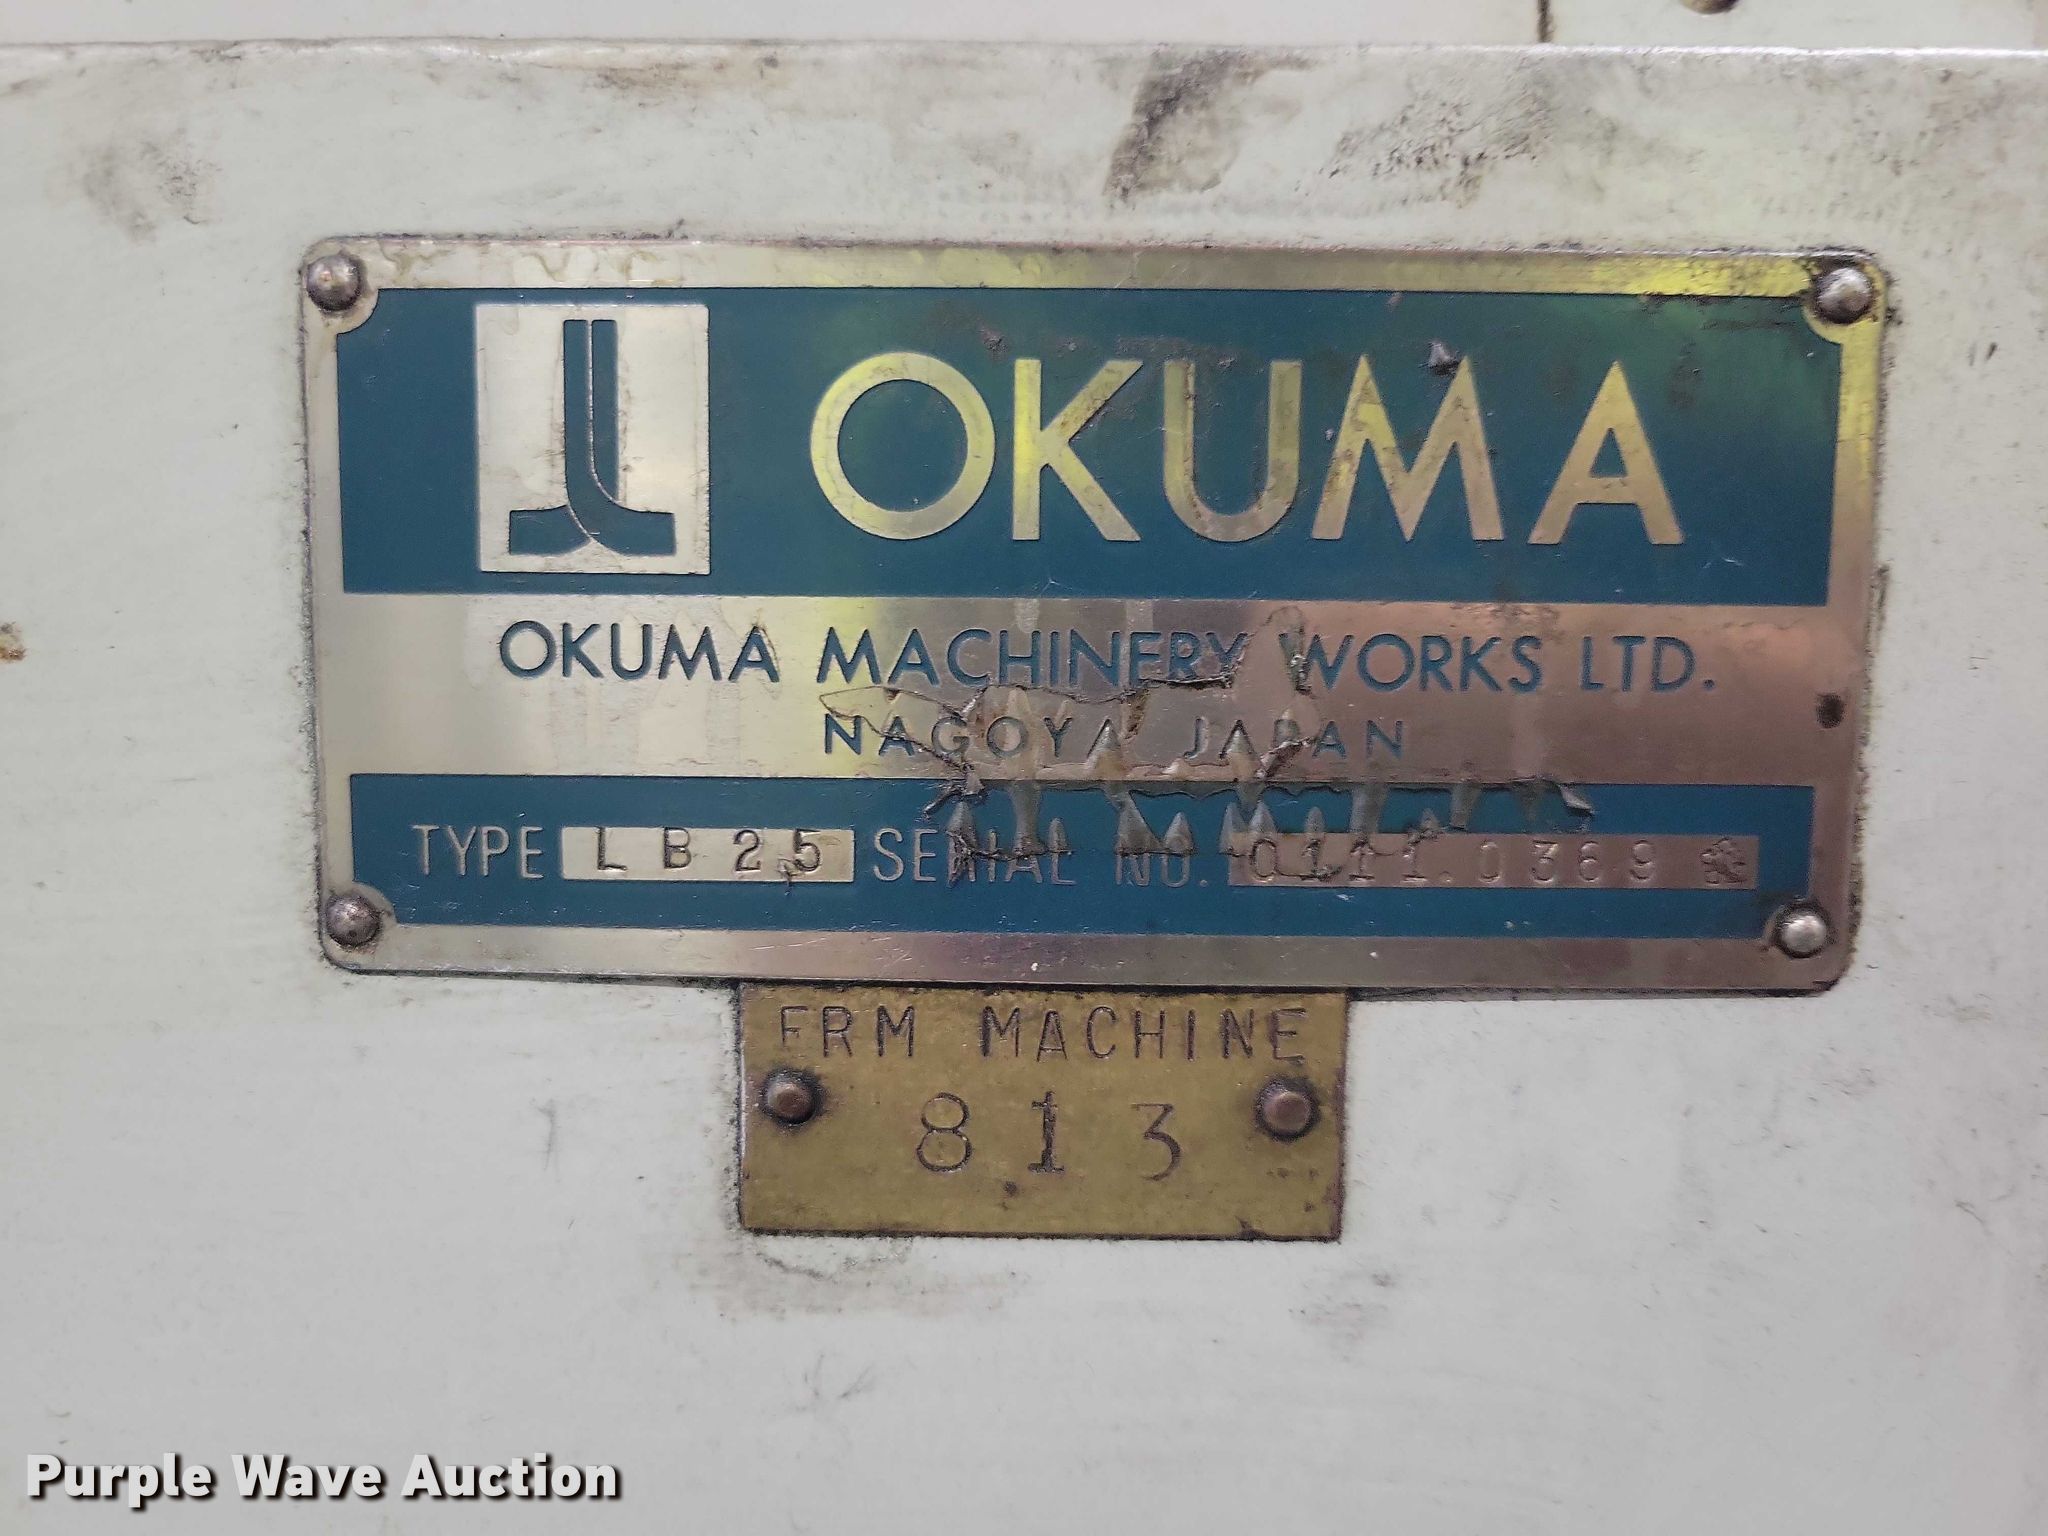 OKUMA
OKUMA MACHINERY WORKS LTD.
NAGOYA JAPAN
TYPE LB25 SERIAL NO. 0111.0369
FRM MACHINE
813
Purple Wave Auction